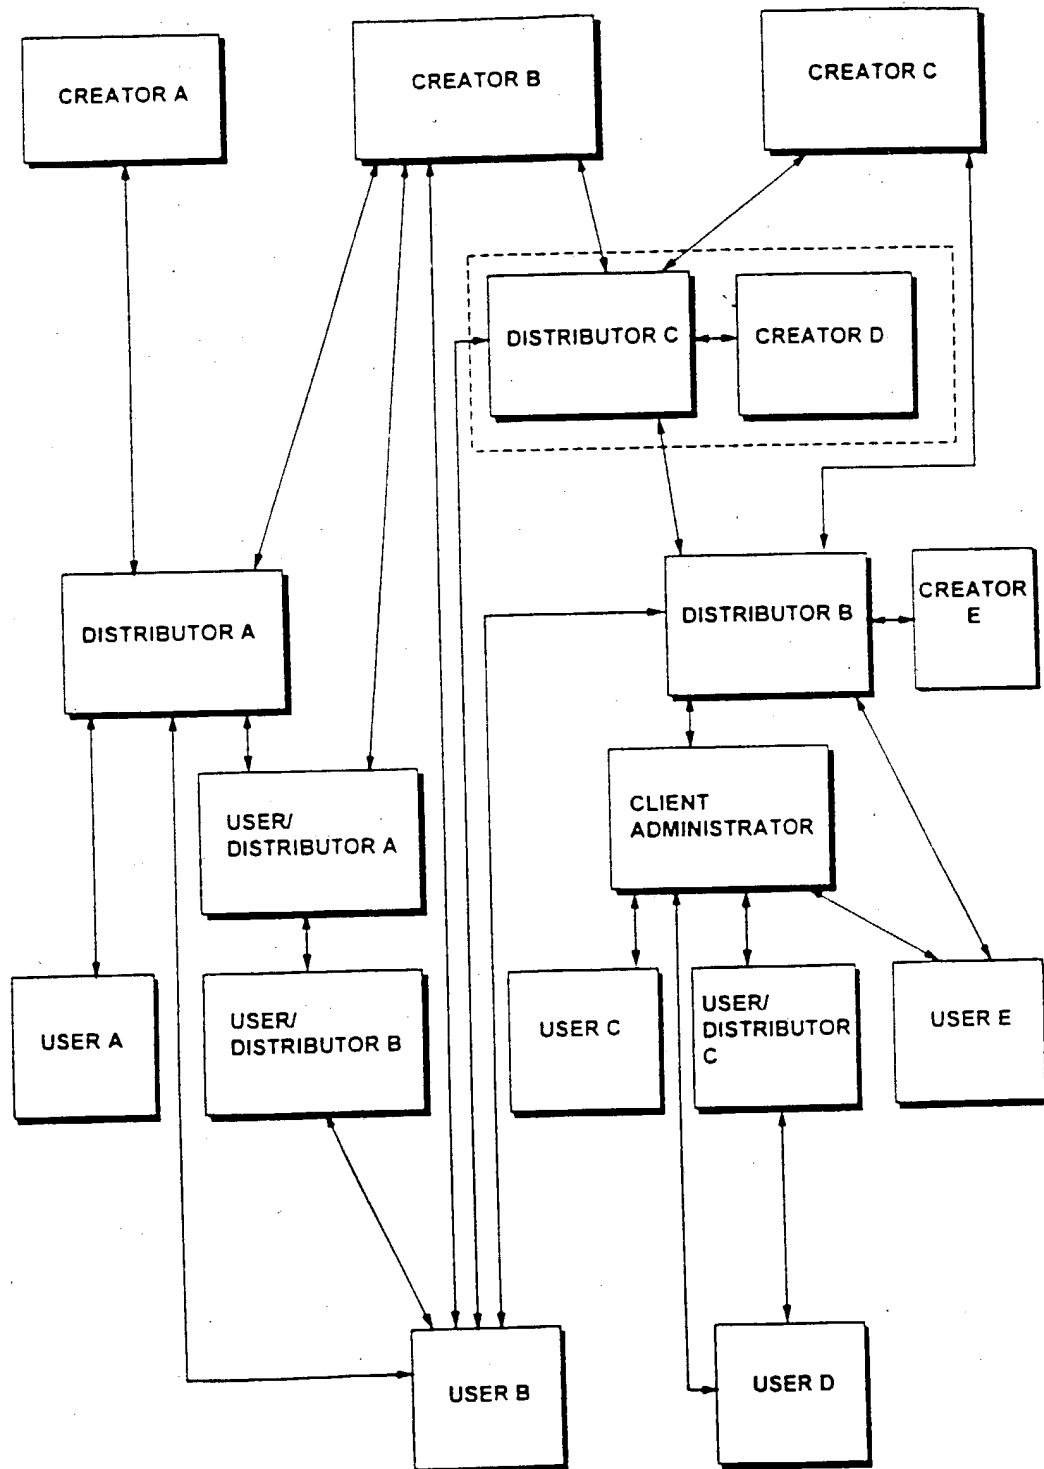 CREATOR A
CREATOR B
CREATOR C
DISTRIBUTOR C
CREATOR D
DISTRIBUTOR A
DISTRIBUTOR B
CREATOR
E
USER/
DISTRIBUTOR A
CLIENT
ADMINISTRATOR
USER A
USER/
DISTRIBUTOR B
USER C
USER/
DISTRIBUTOR
C
USER E
USER B
USER D